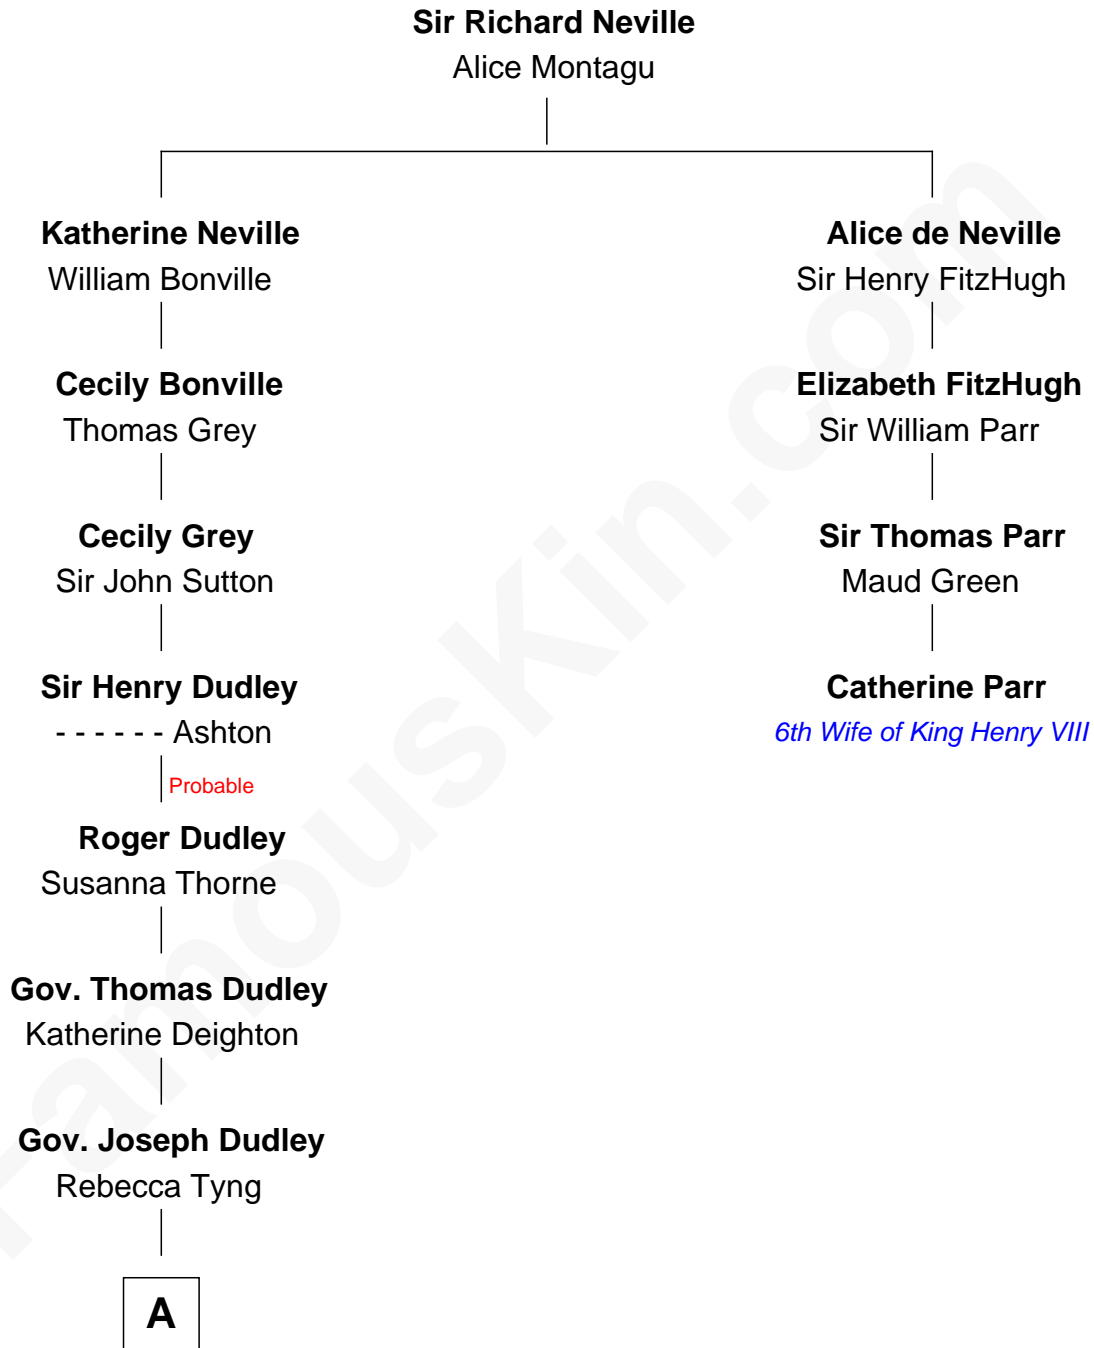 Sir Richard Neville
Alice Montagu
Katherine Neville
William Bonville
Alice de Neville
Sir Henry FitzHugh
Cecily Bonville
Thomas Grey
Elizabeth FitzHugh
Sir William Parr
Cecily Grey
Sir John Sutton
Sir Thomas Parr
Maud Green
Sir Henry Dudley
- - - - - - Ashton
Catherine Parr
6th Wife of King Henry VIII
Probable
Roger Dudley
Susanna Thorne
Gov. Thomas Dudley
Katherine Deighton
Gov. Joseph Dudley
Rebecca Tyng
A
FamousKin.com